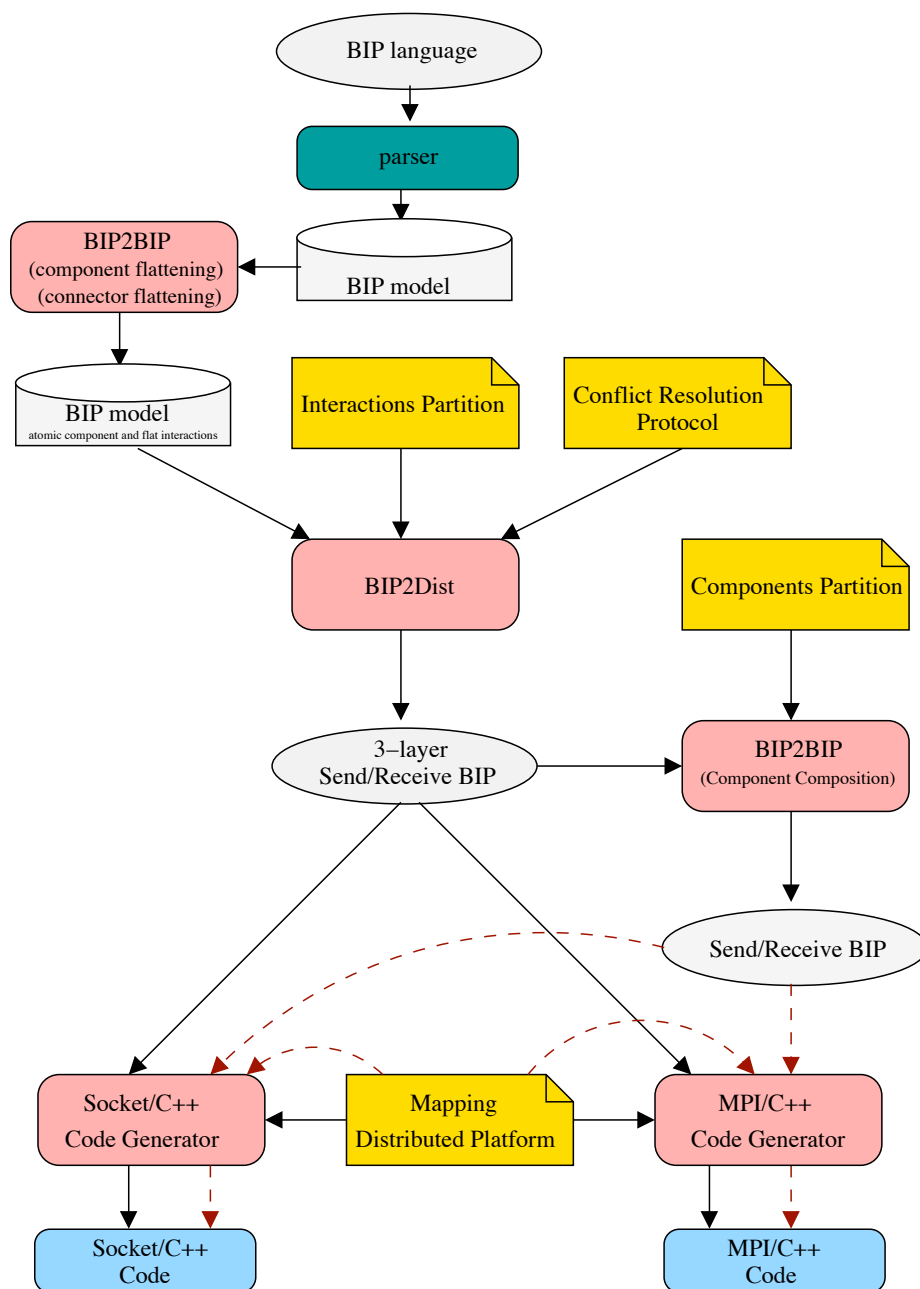 BIP language
parser
BIP2BIP
(component flattening)
(connector flattening)
BIP model
BIP model
atomic component and flat interactions
Interactions Partition
Conflict Resolution
Protocol
BIP2Dist
Components Partition
3−layer
Send/Receive BIP
BIP2BIP
(Component Composition)
Send/Receive BIP
Socket/C++
Code Generator
Mapping
Distributed Platform
MPI/C++
Code Generator
Socket/C++
Code
MPI/C++
Code